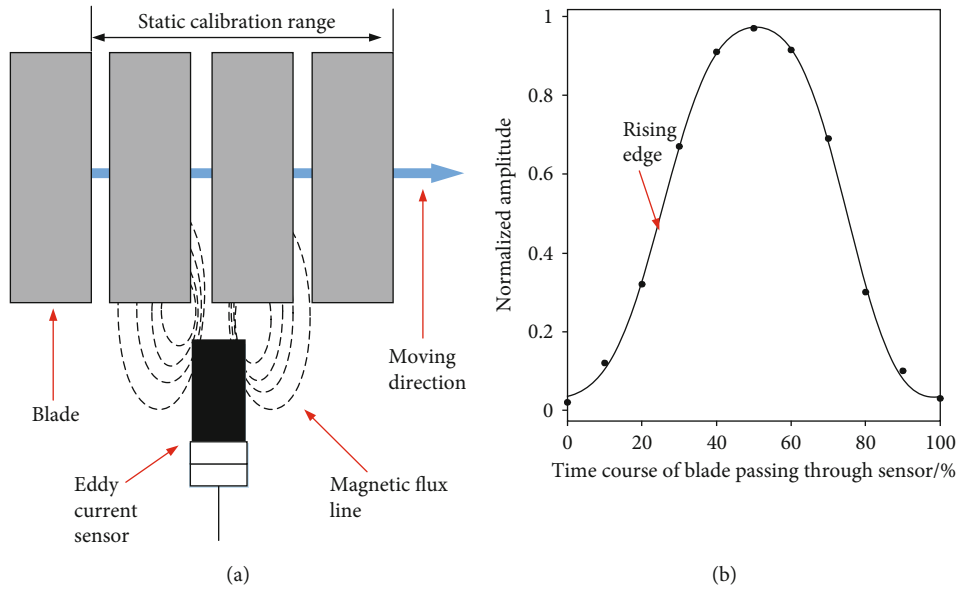 Static calibration range
Blade
Eddy
current
sensor
Magnetic flux
line
Moving
direction
(a)
Normalized amplitude
1
0.8
0.6
0.4
0.2
0
Rising
edge
0 20 40 60 80 100
Time course of blade passing through sensor/%
(b)